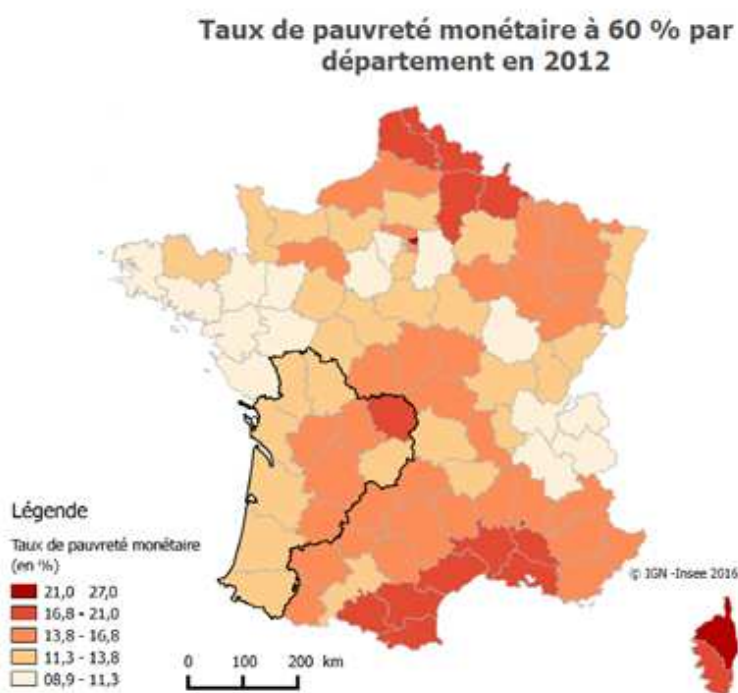 Taux de pauvreté monétaire à 60 % par
département en 2012
Légende
Taux de pauvreté monétaire
(en %)
21,0 27,0
16,8 - 21,0
13,8 - 16,8
11,3 - 13,8
08,9 - 11,3
0 100 200 km
© IGN -Insee 2016